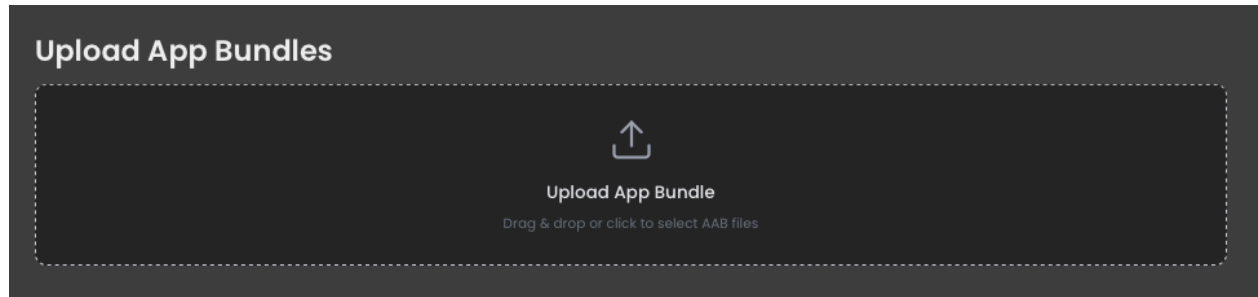 Upload App Bundles
Upload App Bundle
Drag & drop or click to select AAB files